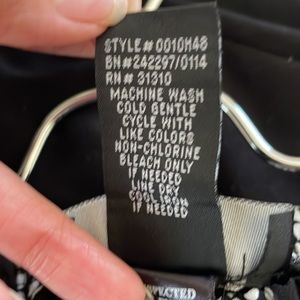 STYLE# 0010H48
BN#242297/0114
RN# 31310
MACHINE WASH
COLD GENTLE
CYCLE WITH
LIKE COLORS
NON-CHLORINE
BLEACH ONLY
IF NEEDED
LINE DRY
COOL IRON
IF NEEDED